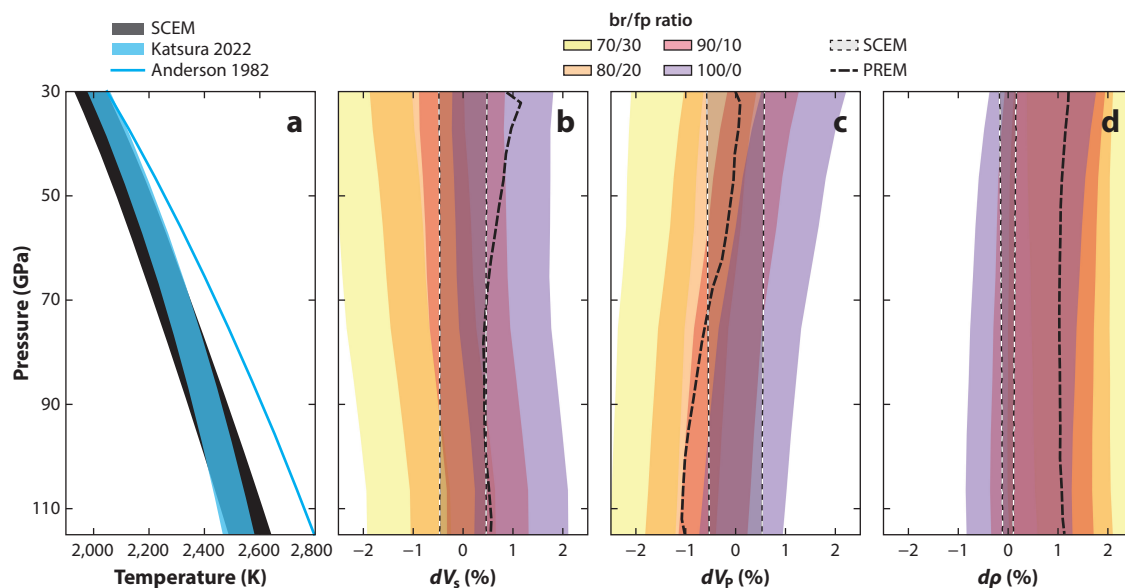 SCEM
Katsura 2022
Anderson 1982
br/fp ratio
70/30
90/10
SCEM
80/20
100/0
PREM
a
b
c
d
Pressure (GPa)
30
50
70
90
110
2,000
2,200
2,400
2,600
2,800
−2
−1
0
1
2
−2
−1
0
1
2
−2
−1
0
1
2
Temperature (K)
dVs (%)
dVP (%)
dρ (%)